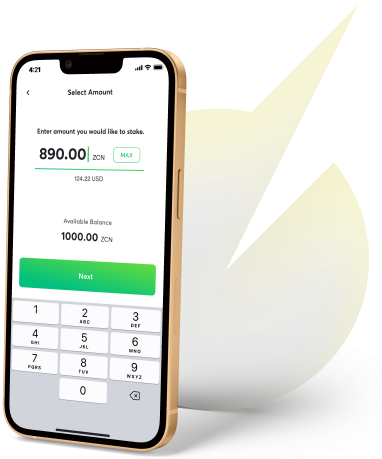 4:21
Select Amount
Enter amount you would like to stake.
890.00 ZCN MAX
124.22 USD
Available Balance
1000.00 ZCN
Next
1 2 3
ABC DEF
4 5 6
GHI JKL MNO
7 8 9
PQRS TUV WXYZ
0